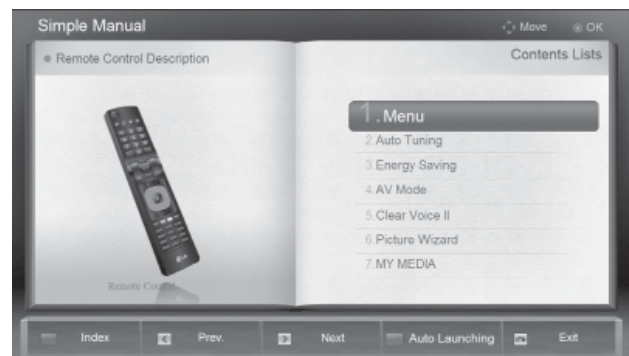 Simple Manual
Move
OK
Remote Control Description
Contents Lists
1. Menu
2. Auto Tuning
3. Energy Saving
4. AV Mode
5. Clear Voice II
6. Picture Wizard
7. MY MEDIA
LG
Remote Control
Index
Prev.
Next
Auto Launching
Exit